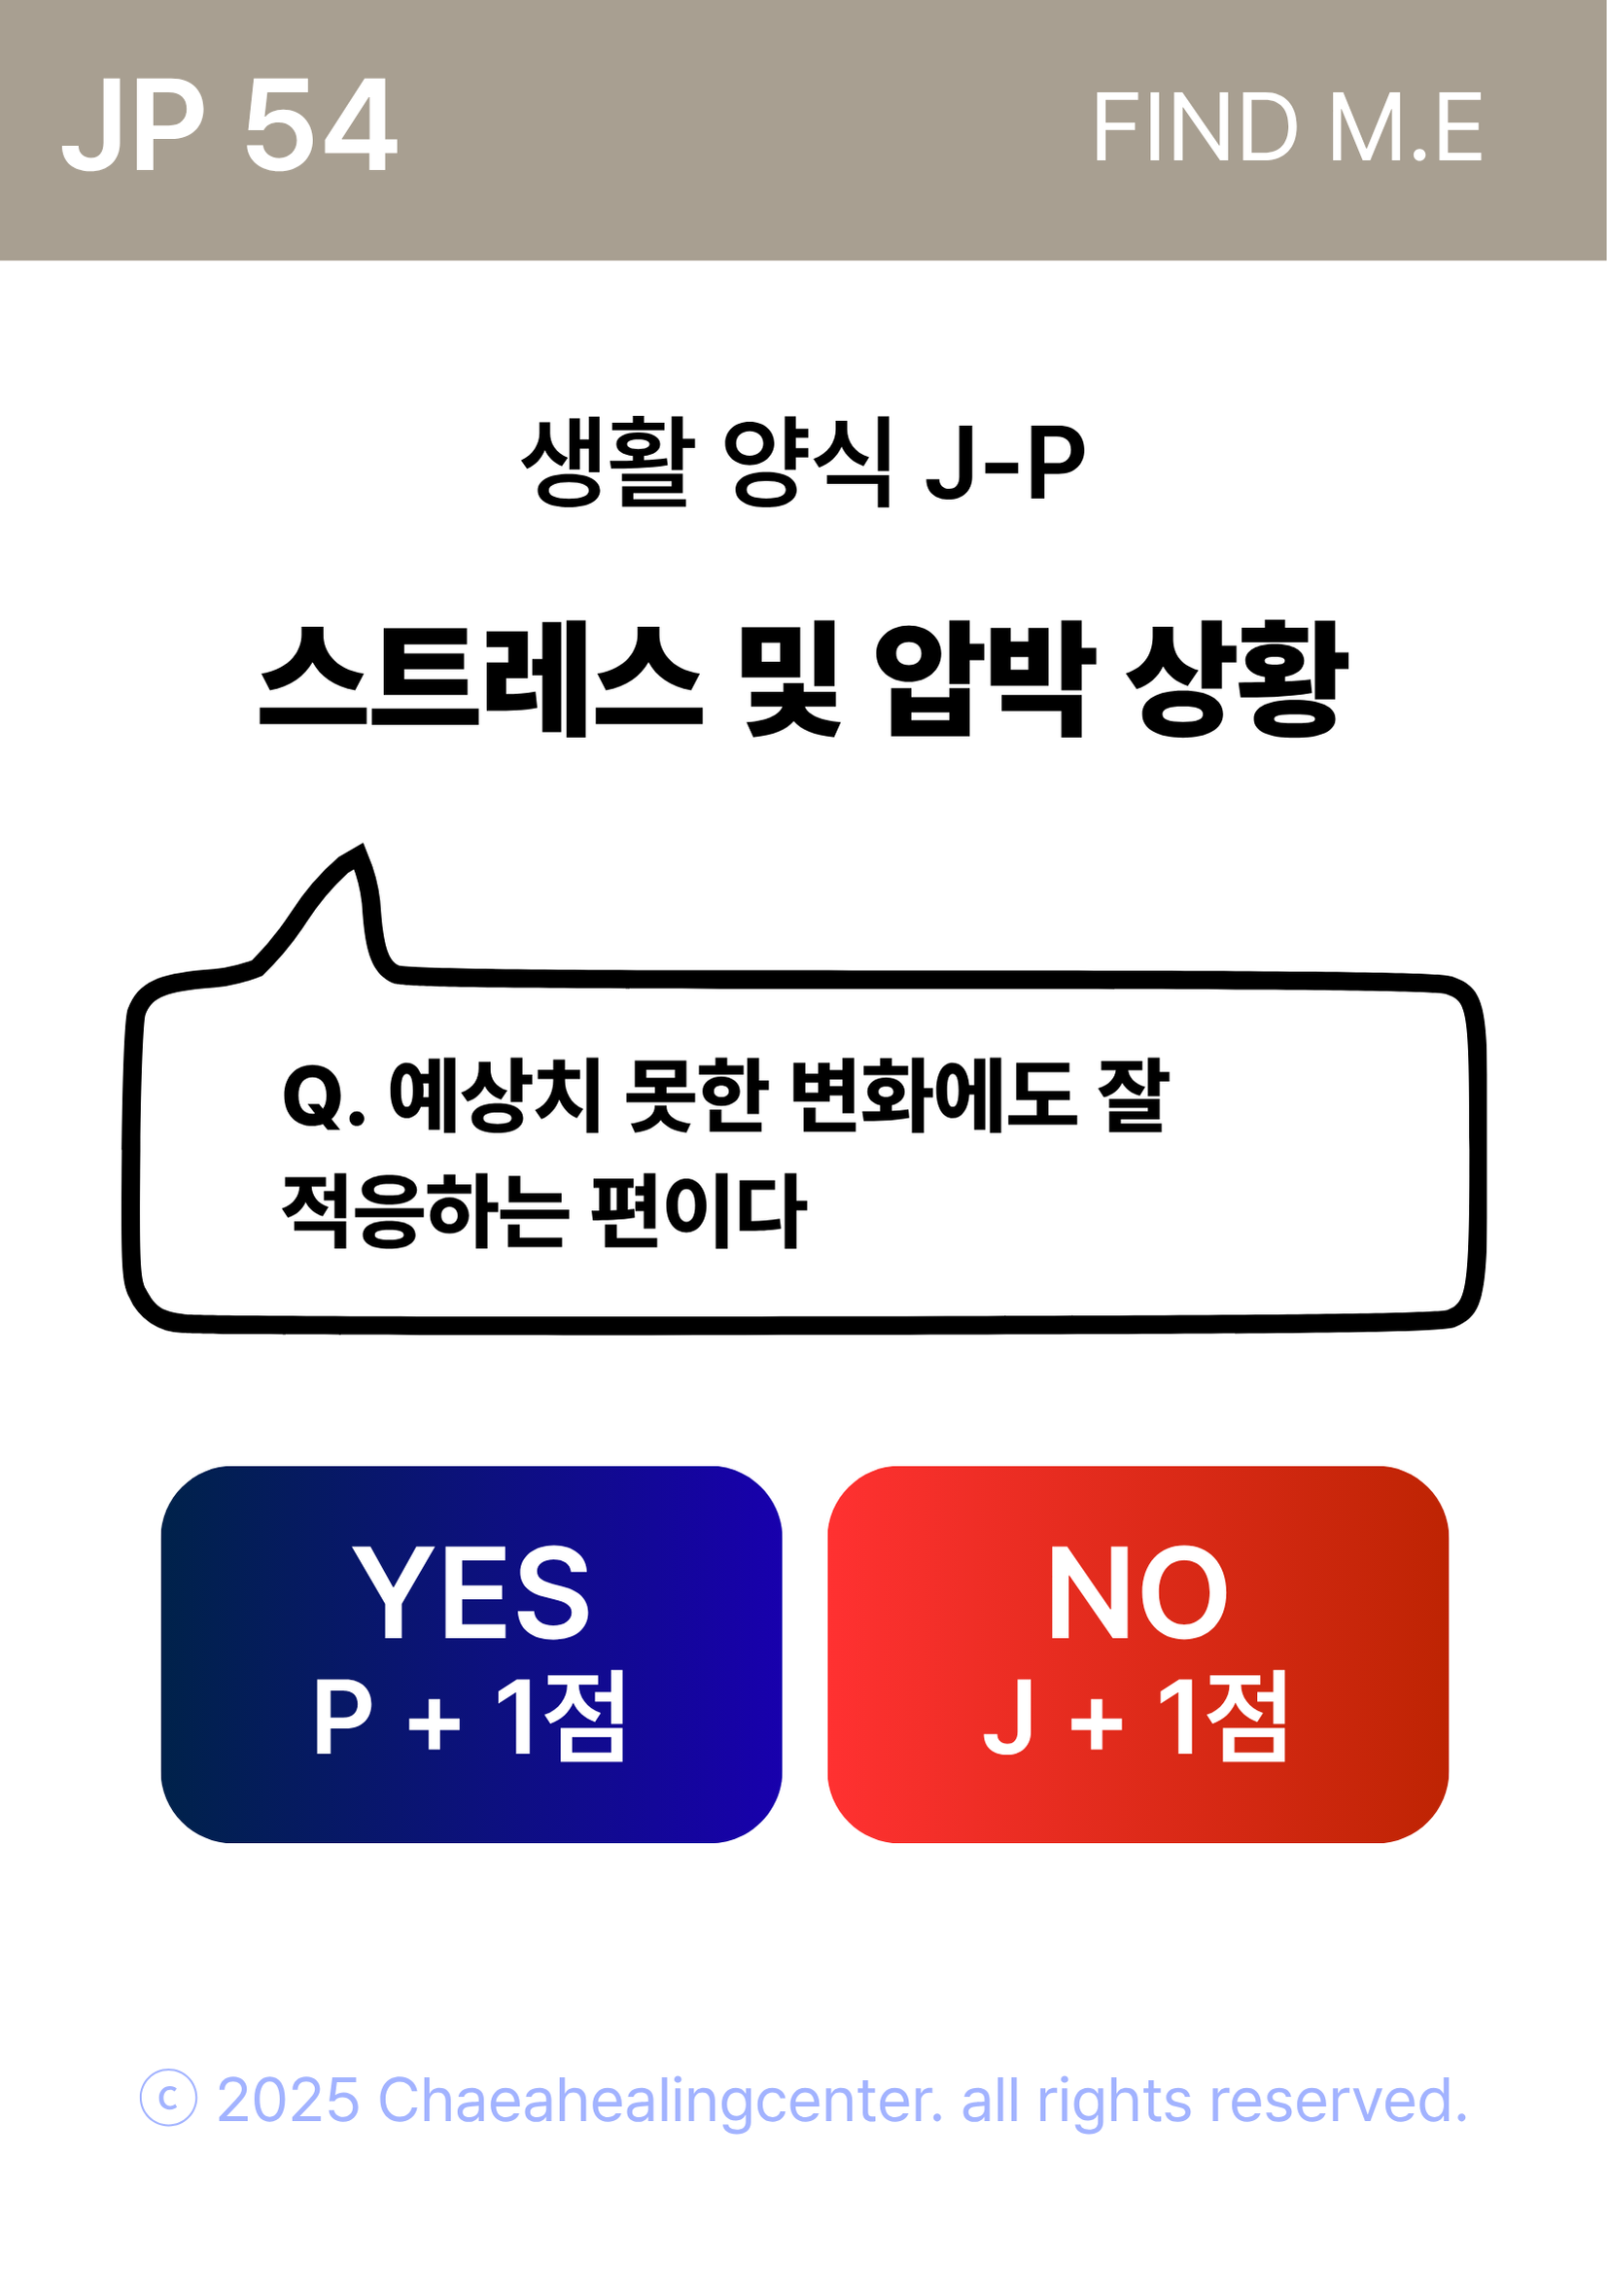 JP 54
FIND M.E
생활 양식 J-P
스트레스 및 압박 상황
Q. 예상치 못한 변화에도 잘
적응하는 편이다
YES
P + 1점
NO
J + 1점
© 2025 Chaeahealingcenter. all rights reserved.